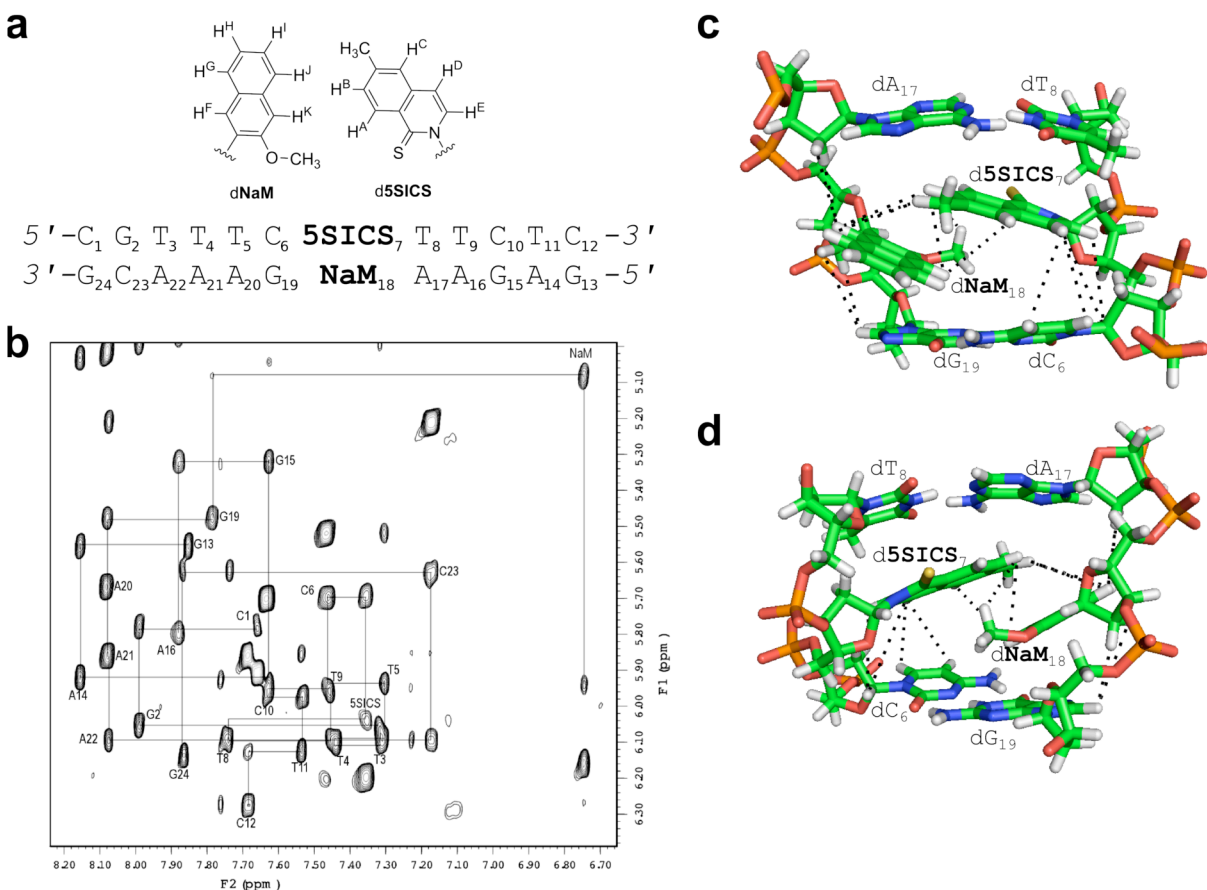 a
H^H H^I
H^G H^J
H^F H^K
O–CH₃
dNaM
H₃C H^C
H^B H^D
H^A H^E
S N
d5SICS
5'-C₁ G₂ T₃ T₄ T₅ C₆ 5SICS₇ T₈ T₉ C₁₀ T₁₁ C₁₂ -3'
3'-G₂₄ C₂₃ A₂₂ A₂₁ A₂₀ G₁₉ NaM₁₈ A₁₇ A₁₆ G₁₅ A₁₄ G₁₃ -5'
b
NaM
G15
G19
G13
C23
A20
C6
C1
A16
A21
T5
T9
A14
C10
5SICS
G2
A22
T8
T4
T3
G24
T11
C12
5.10
5.20
5.30
5.40
5.50
5.60
5.70
5.80
5.90
6.00
6.10
6.20
6.30
F1 (ppm)
8.20 8.10 8.00 7.90 7.80 7.70 7.60 7.50 7.40 7.30 7.20 7.10 7.00 6.90 6.80 6.70
F2 (ppm)
c
dA₁₇ dT₈
d5SICS₇
dNaM₁₈
dG₁₉ dC₆
d
dT₈ dA₁₇
d5SICS₇
dNaM₁₈
dC₆
dG₁₉